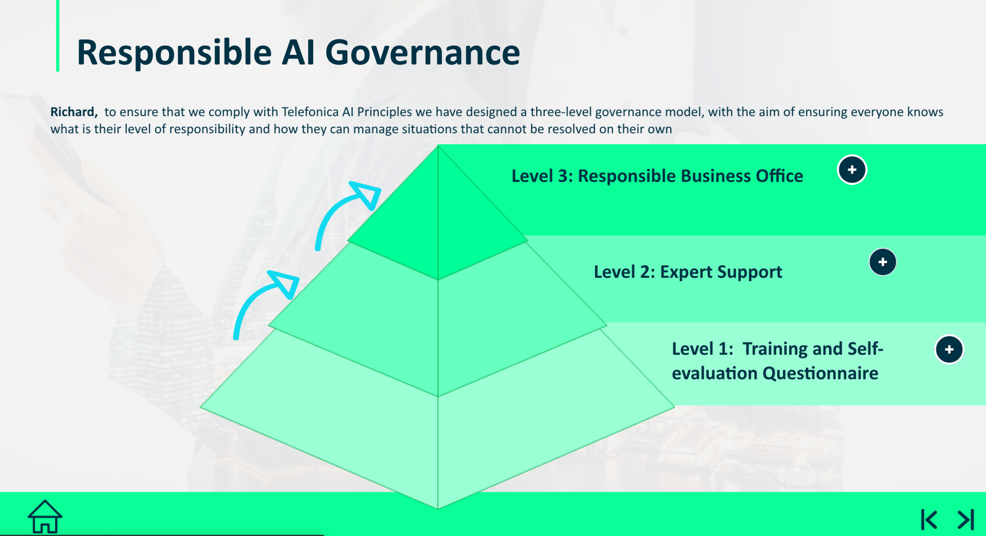 Responsible AI Governance
Richard, to ensure that we comply with Telefonica AI Principles we have designed a three-level governance model, with the aim of ensuring everyone knows
what is their level of responsibility and how they can manage situations that cannot be resolved on their own
Level 3: Responsible Business Office
Level 2: Expert Support
Level 1: Training and Self-
evaluation Questionnaire